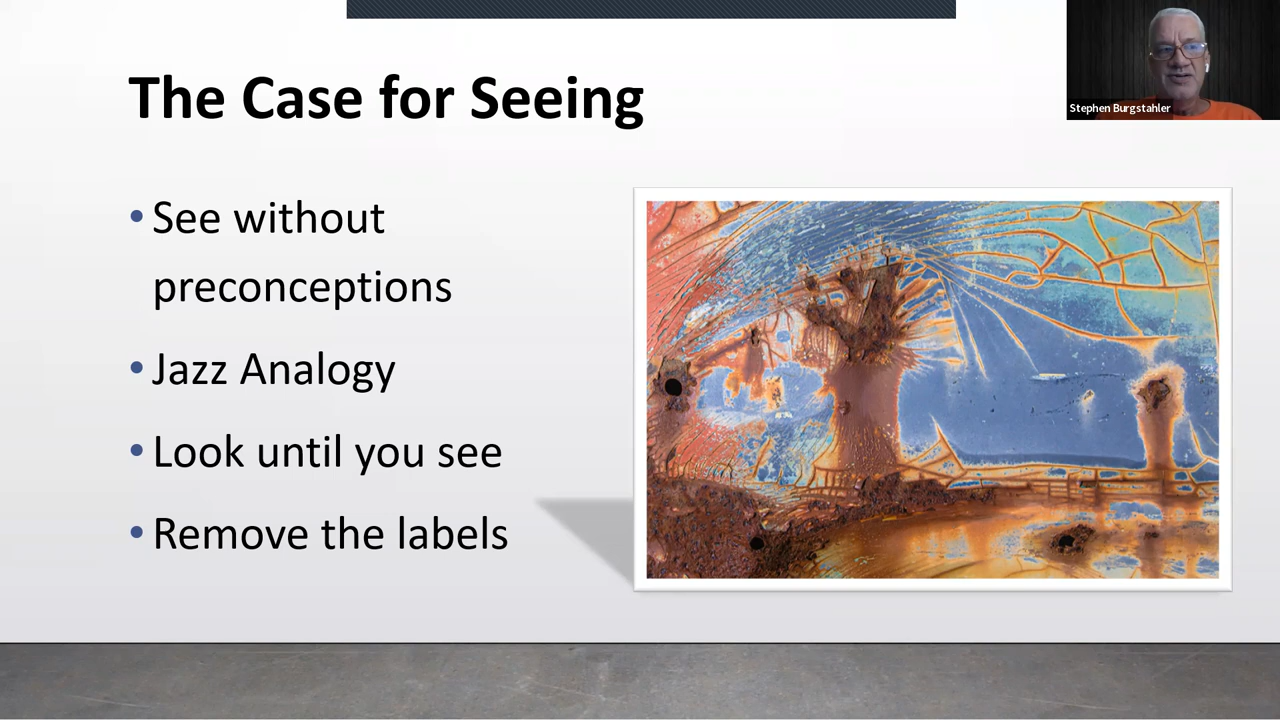 The Case for Seeing
Stephen Burgstahler
• See without
preconceptions
• Jazz Analogy
• Look until you see
• Remove the labels